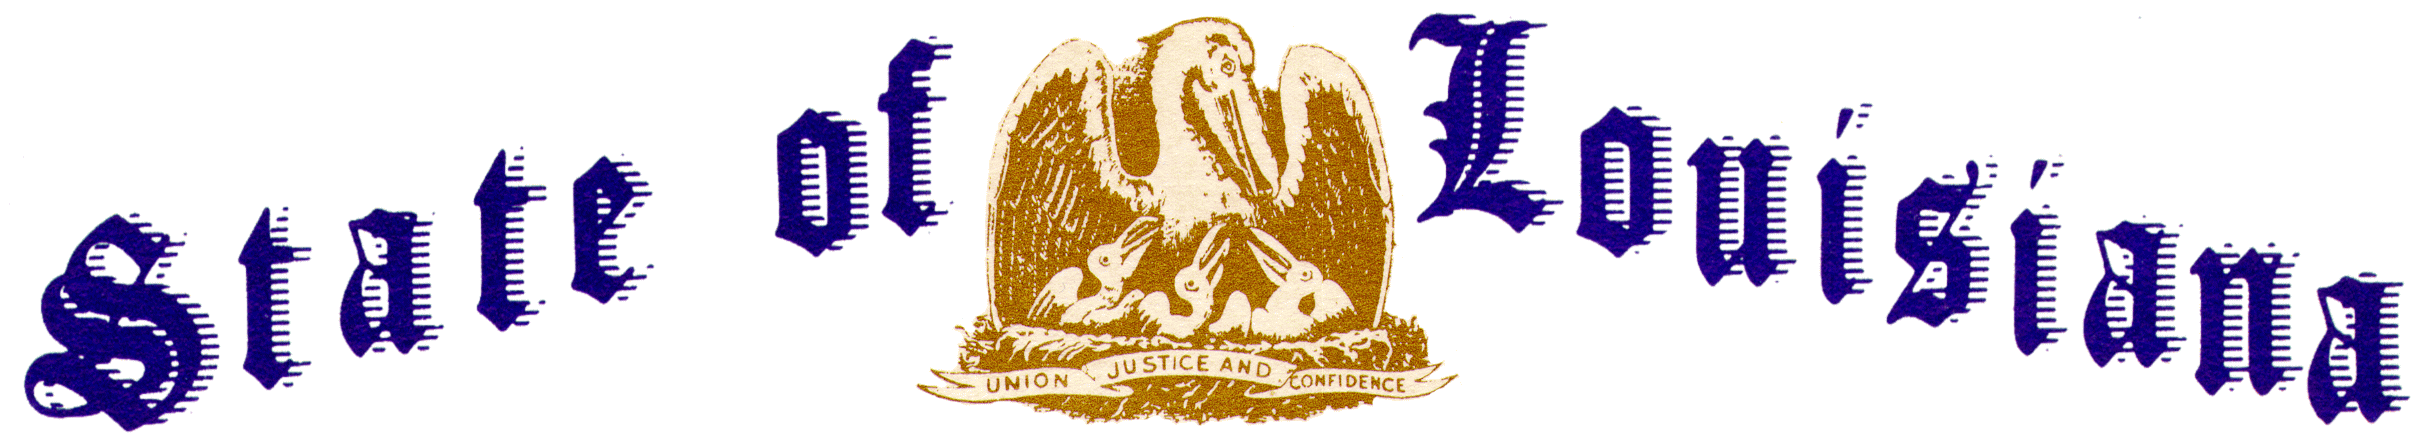 State of Louisiana
UNION JUSTICE AND CONFIDENCE